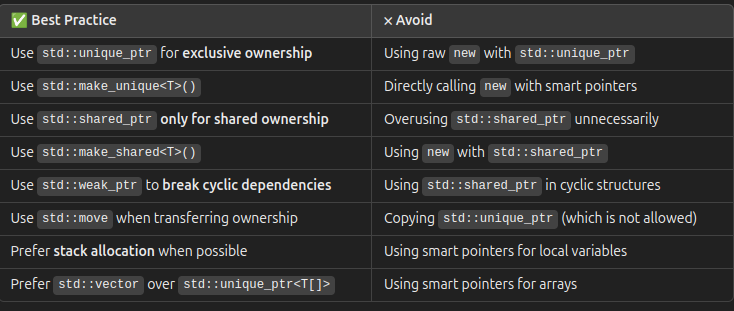 ✅ Best Practice
× Avoid
Use std::unique_ptr for exclusive ownership
Using raw new with std::unique_ptr
Use std::make_unique<T>()
Directly calling new with smart pointers
Use std::shared_ptr only for shared ownership
Overusing std::shared_ptr unnecessarily
Use std::make_shared<T>()
Using new with std::shared_ptr
Use std::weak_ptr to break cyclic dependencies
Using std::shared_ptr in cyclic structures
Use std::move when transferring ownership
Copying std::unique_ptr (which is not allowed)
Prefer stack allocation when possible
Using smart pointers for local variables
Prefer std::vector over std::unique_ptr<T[]>
Using smart pointers for arrays